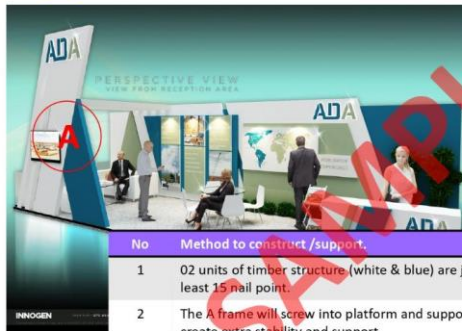 ADA
PERSPECTIVE VIEW
VIEW FROM RECEPTION AREA
A
ADA
ADA
SAMPL
No Method to construct /support.
1 02 units of timber structure (white & blue) are j
least 15 nail point.
2 The A frame will screw into platform and suppo
create extra stability and support
INNOGEN